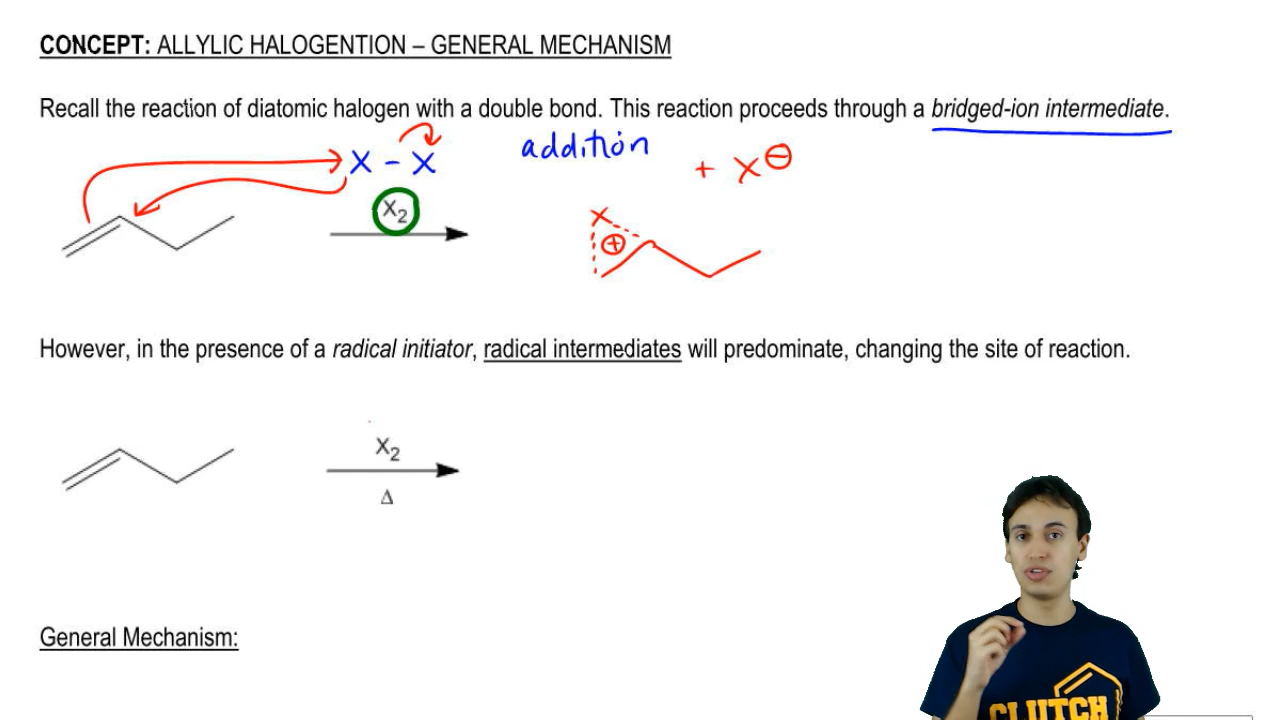 CONCEPT: ALLYLIC HALOGENTION – GENERAL MECHANISM
Recall the reaction of diatomic halogen with a double bond. This reaction proceeds through a bridged-ion intermediate.
X – X
addition
+ X⊖
X₂
X
⊕
However, in the presence of a radical initiator, radical intermediates will predominate, changing the site of reaction.
X₂
Δ
General Mechanism:
CLUTCH